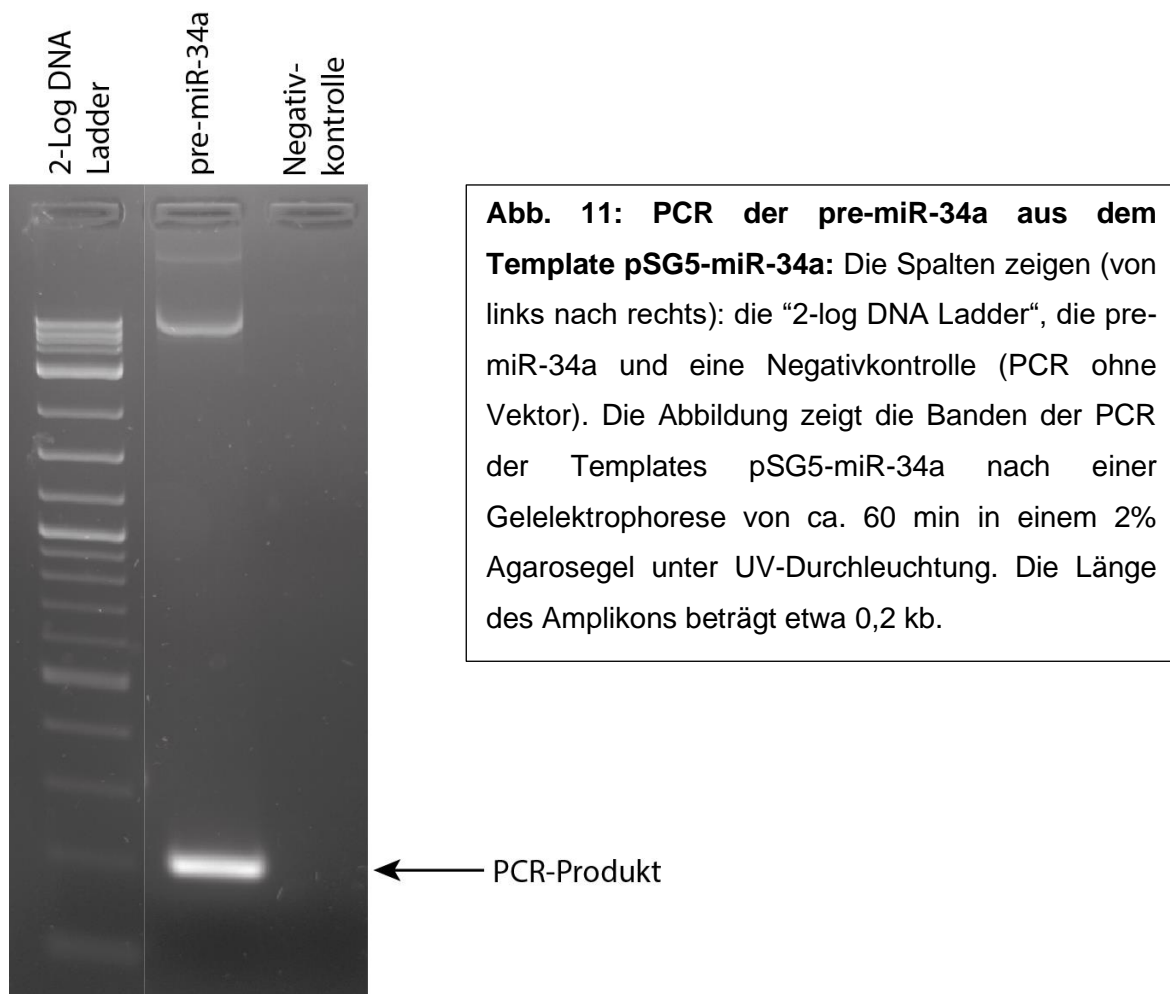 2-Log DNA
Ladder
pre-miR-34a
Negativ-
kontrolle
Abb. 11: PCR der pre-miR-34a aus dem
Template pSG5-miR-34a: Die Spalten zeigen (von
links nach rechts): die “2-log DNA Ladder“, die pre-
miR-34a und eine Negativkontrolle (PCR ohne
Vektor). Die Abbildung zeigt die Banden der PCR
der Templates pSG5-miR-34a nach einer
Gelelektrophorese von ca. 60 min in einem 2%
Agarosegel unter UV-Durchleuchtung. Die Länge
des Amplikons beträgt etwa 0,2 kb.
PCR-Produkt